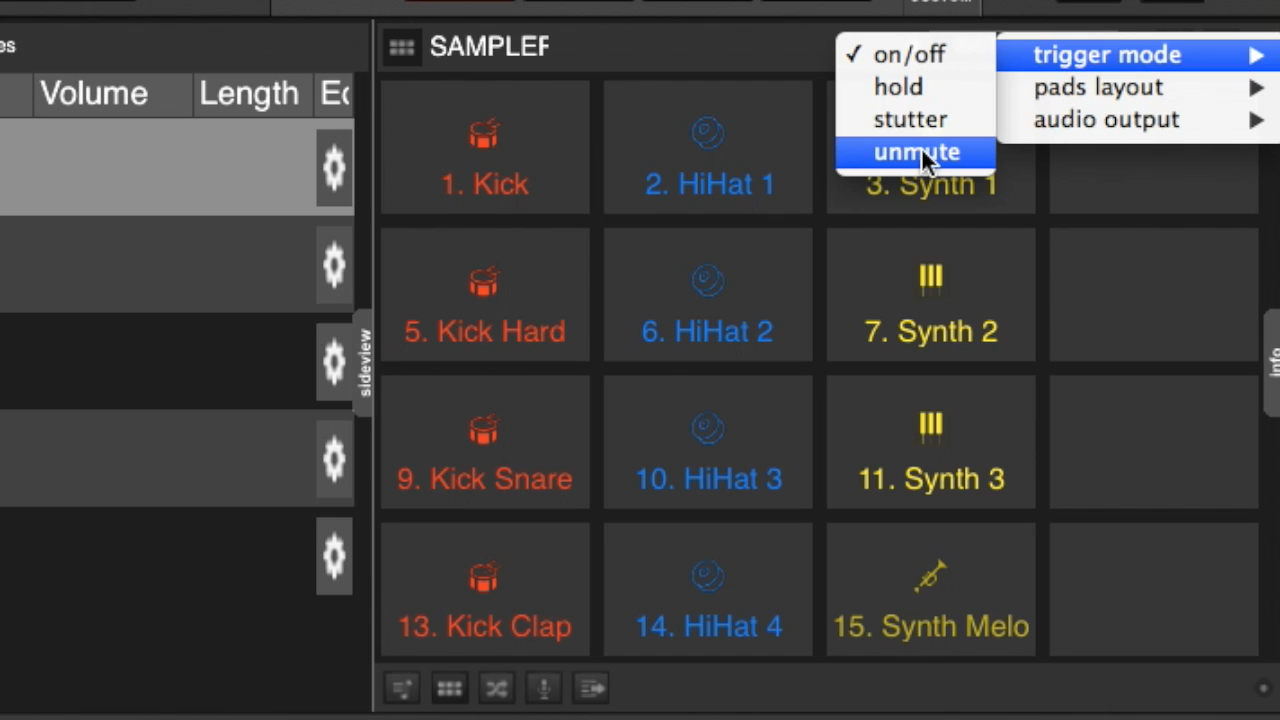 es
SAMPLER
on/off
hold
stutter
unmute
trigger mode
pads layout
audio output
Volume
Length
1. Kick
2. HiHat 1
3. Synth 1
5. Kick Hard
6. HiHat 2
7. Synth 2
sideview
info
9. Kick Snare
10. HiHat 3
11. Synth 3
13. Kick Clap
14. HiHat 4
15. Synth Melo